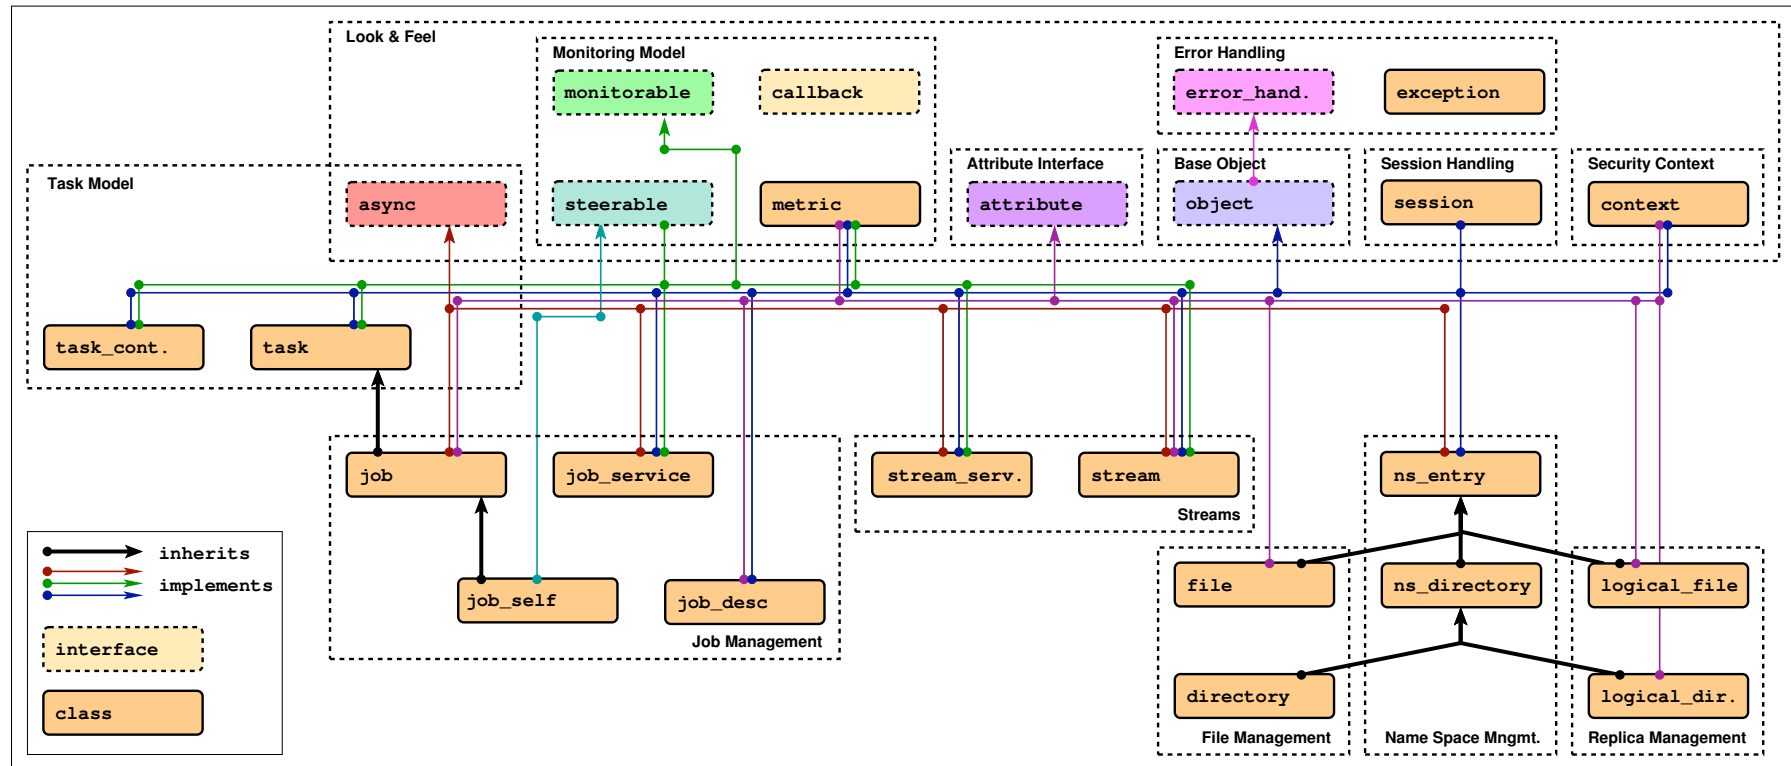 Look & Feel
Monitoring Model
Error Handling
monitorable
callback
error_hand.
exception
Task Model
Attribute Interface
Base Object
Session Handling
Security Context
async
steerable
metric
attribute
object
session
context
task_cont.
task
job
job_service
stream_serv.
stream
ns_entry
Streams
inherits
implements
job_self
job_desc
file
ns_directory
logical_file
Job Management
interface
class
directory
logical_dir.
File Management
Name Space Mngmt.
Replica Management